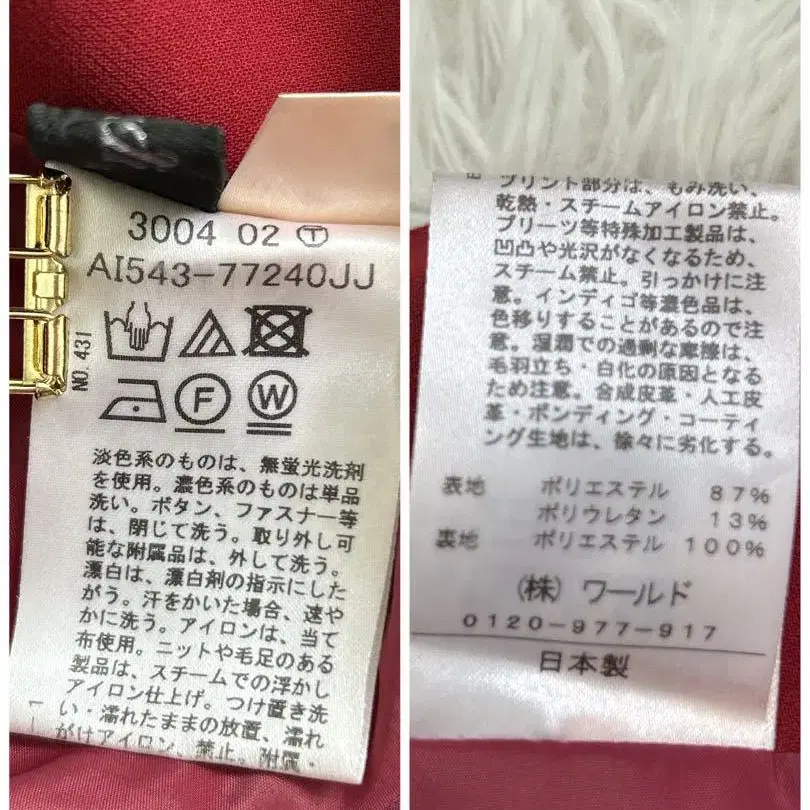 3004 02 Ⓣ
AI543-77240JJ
NO. 431
F
W
淡色系のものは、無蛍光洗剤
を使用。濃色系のものは単品
洗い。ボタン、ファスナー等
は、閉じて洗う。取り外し可
能な附属品は、外して洗う。
漂白は、漂白剤の指示にした
がう。汗をかいた場合、速や
かに洗う。アイロンは、当て
布使用。ニットや毛足のある
製品は、スチームでの浮かし
アイロン仕上げ。つけ置き洗
い・濡れたままの放置、濡れ
がけアイロン、禁止。附属・
プリント部分は、もみ洗い、
乾熱・スチームアイロン禁止。
プリーツ等特殊加工製品は、
凹凸や光沢がなくなるため、
スチーム禁止。引っかけに注
意。インディゴ等濃色品は、
色移りすることがあるので注
意。湿潤での過剰な摩擦は、
毛羽立ち・白化の原因となる
ため注意。合成皮革・人工皮
革・ボンディング・コーティ
ング生地は、徐々に劣化する。
表地 ポリエステル 87%
ポリウレタン 13%
裏地 ポリエステル 100%
(株) ワールド
0120-977-917
日本製